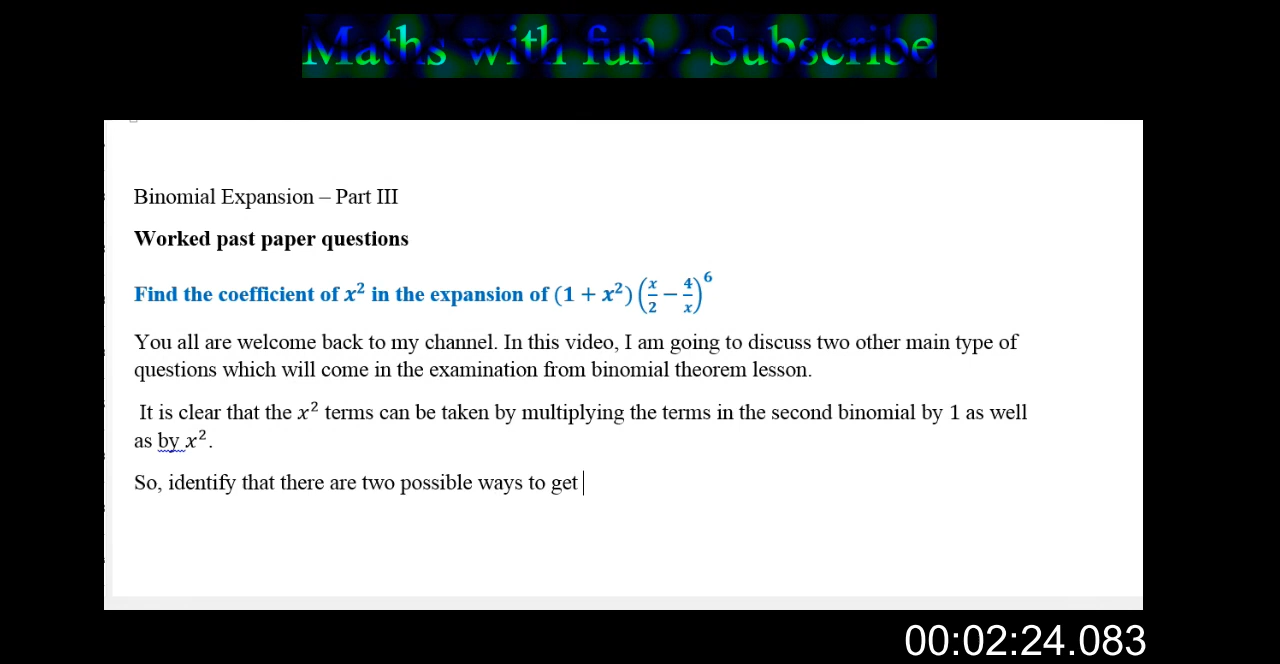 Maths with fun - Subscribe
Binomial Expansion – Part III
Worked past paper questions
Find the coefficient of x² in the expansion of (1 + x²)(x/2 − 4/x)⁶
You all are welcome back to my channel. In this video, I am going to discuss two other main type of
questions which will come in the examination from binomial theorem lesson.
It is clear that the x² terms can be taken by multiplying the terms in the second binomial by 1 as well
as by x².
So, identify that there are two possible ways to get
00:02:24.083